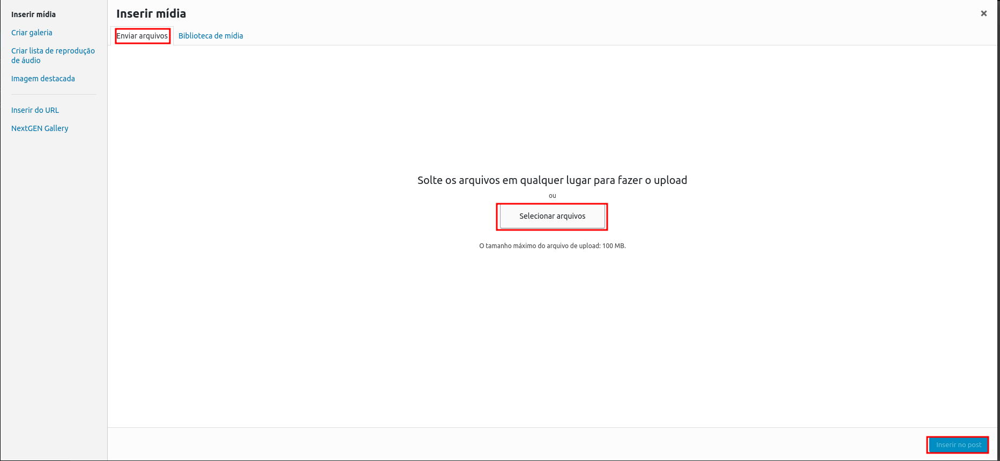 Inserir mídia
Criar galeria
Criar lista de reprodução
de áudio
Imagem destacada
Inserir do URL
NextGEN Gallery
Inserir mídia
Enviar arquivos
Biblioteca de mídia
Solte os arquivos em qualquer lugar para fazer o upload
ou
Selecionar arquivos
O tamanho máximo do arquivo de upload: 100 MB.
Inserir no post